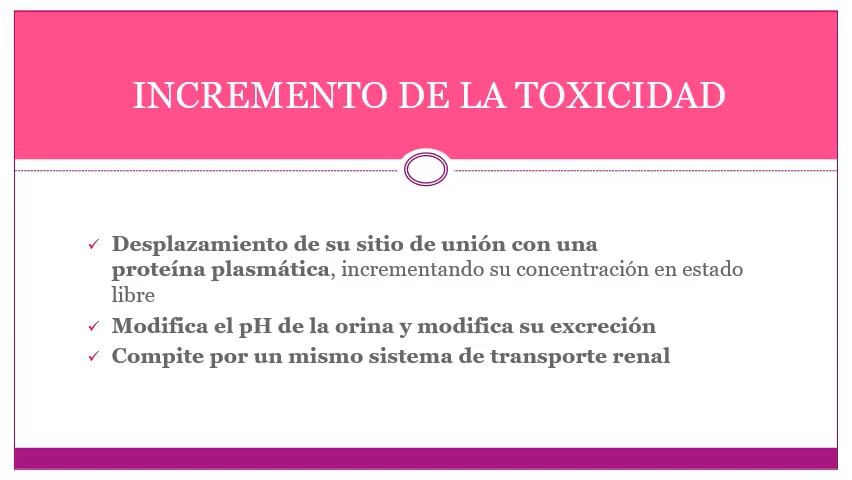 INCREMENTO DE LA TOXICIDAD
✓ Desplazamiento de su sitio de unión con una
proteína plasmática, incrementando su concentración en estado
libre
✓ Modifica el pH de la orina y modifica su excreción
✓ Compite por un mismo sistema de transporte renal